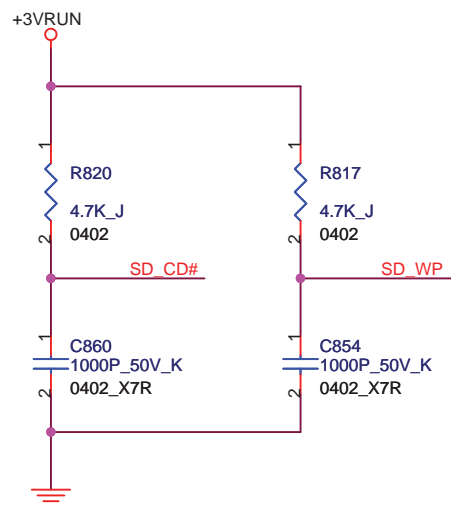 +3VRUN
1
R820
4.7K_J
2
0402
1
R817
4.7K_J
2
0402
SD_CD#
SD_WP
1
C860
1000P_50V_K
2
0402_X7R
1
C854
1000P_50V_K
2
0402_X7R